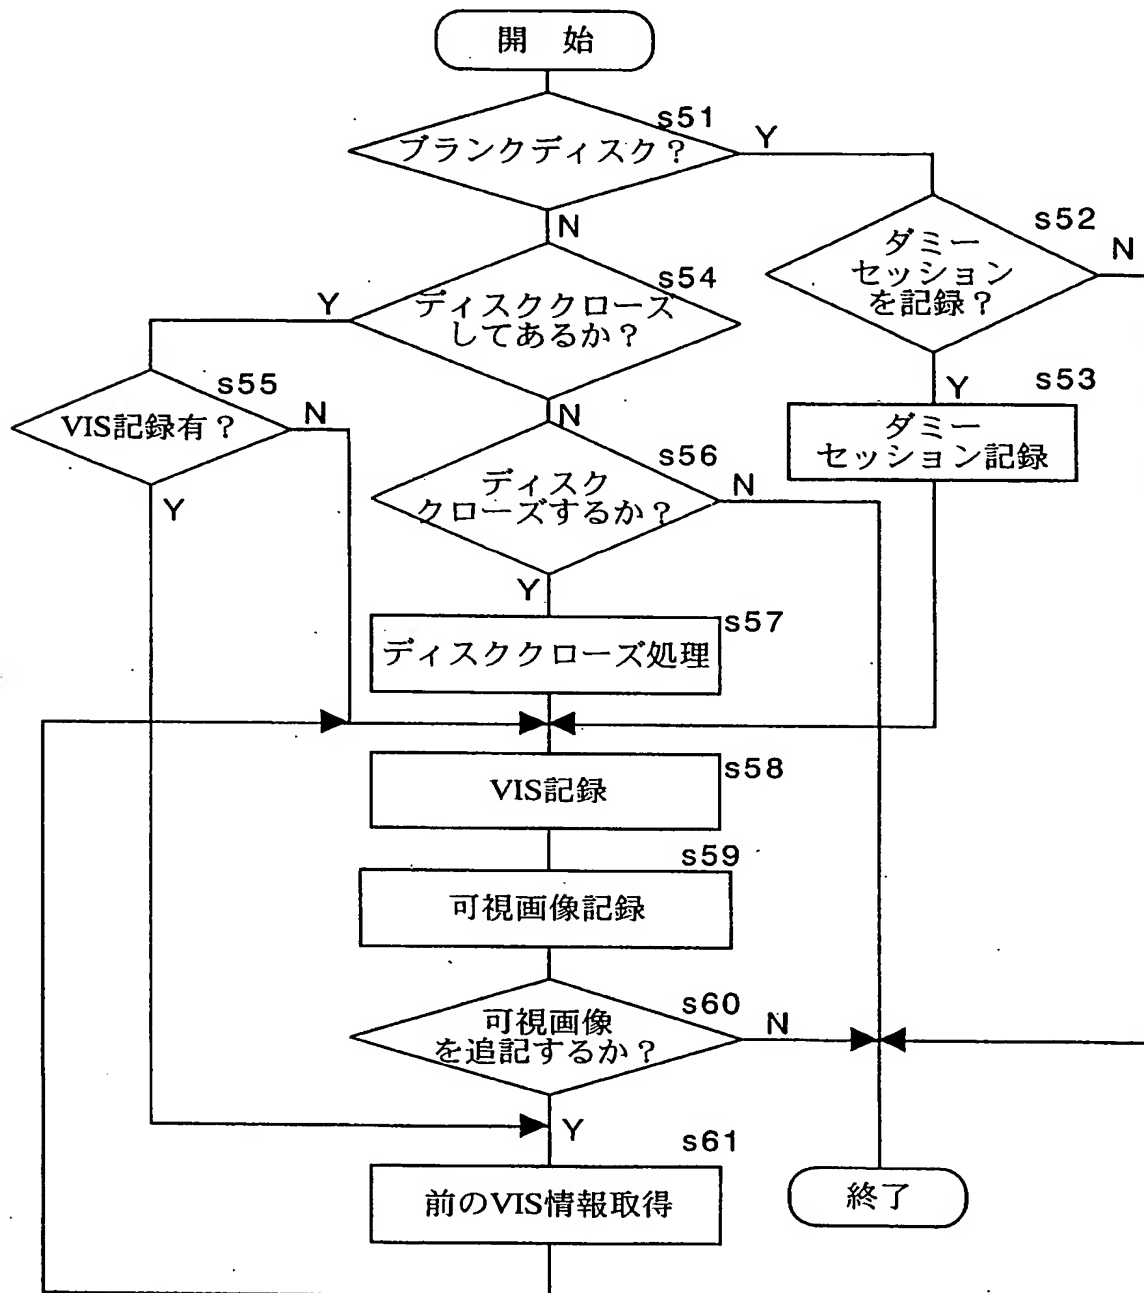 開 始
s51
ブランクディスク？
Y
N
s52
ダミー
セッション
を記録？
N
s54
ディスククローズ
してあるか？
Y
s55
VIS記録有？
N
Y
N
s56
ディスク
クローズするか？
N
Y
Y
s53
ダミー
セッション記録
s57
ディスククローズ処理
s58
VIS記録
s59
可視画像記録
s60
可視画像
を追記するか？
N
Y
s61
前のVIS情報取得
終了